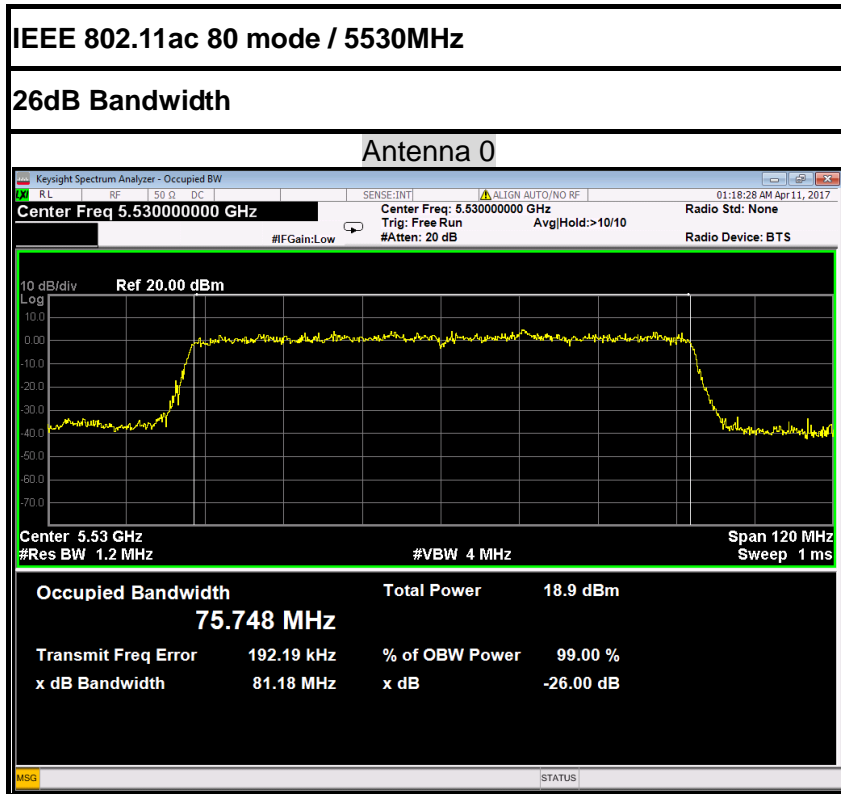 IEEE 802.11ac 80 mode / 5530MHz
26dB Bandwidth
Antenna 0
Keysight Spectrum Analyzer - Occupied BW
LXI RL RF 50 Ω DC SENSE:INT ALIGN AUTO/NO RF 01:18:28 AM Apr 11, 2017
Center Freq 5.530000000 GHz Center Freq: 5.530000000 GHz Radio Std: None
Trig: Free Run Avg|Hold:>10/10
#IFGain:Low #Atten: 20 dB Radio Device: BTS
10 dB/div Ref 20.00 dBm
Log
10.0
0.00
-10.0
-20.0
-30.0
-40.0
-50.0
-60.0
-70.0
Center 5.53 GHz Span 120 MHz
#Res BW 1.2 MHz #VBW 4 MHz Sweep 1 ms
Occupied Bandwidth Total Power 18.9 dBm
75.748 MHz
Transmit Freq Error 192.19 kHz % of OBW Power 99.00 %
x dB Bandwidth 81.18 MHz x dB -26.00 dB
MSG STATUS